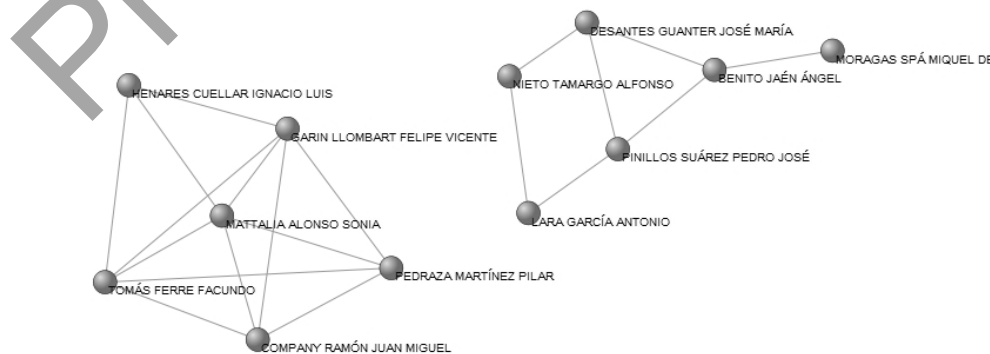 PR
DESANTES GUANTER JOSÉ MARÍA
MORAGAS SPÁ MIQUEL DE
BENITO JAÉN ÁNGEL
NIETO TAMARGO ALFONSO
HENARES CUELLAR IGNACIO LUIS
GARIN LLOMBART FELIPE VICENTE
PINILLOS SUÁREZ PEDRO JOSÉ
LARA GARCÍA ANTONIO
MATTALIA ALONSO SONIA
PEDRAZA MARTÍNEZ PILAR
TOMÁS FERRE FACUNDO
COMPANY RAMÓN JUAN MIGUEL